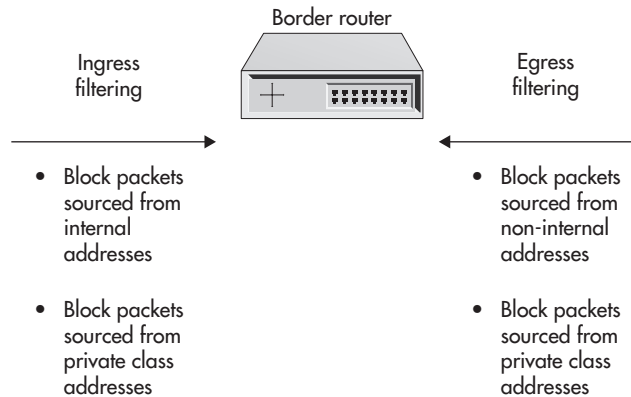 Border router
Ingress
filtering
• Block packets
sourced from
internal
addresses
• Block packets
sourced from
private class
addresses
Egress
filtering
• Block packets
sourced from
non-internal
addresses
• Block packets
sourced from
private class
addresses